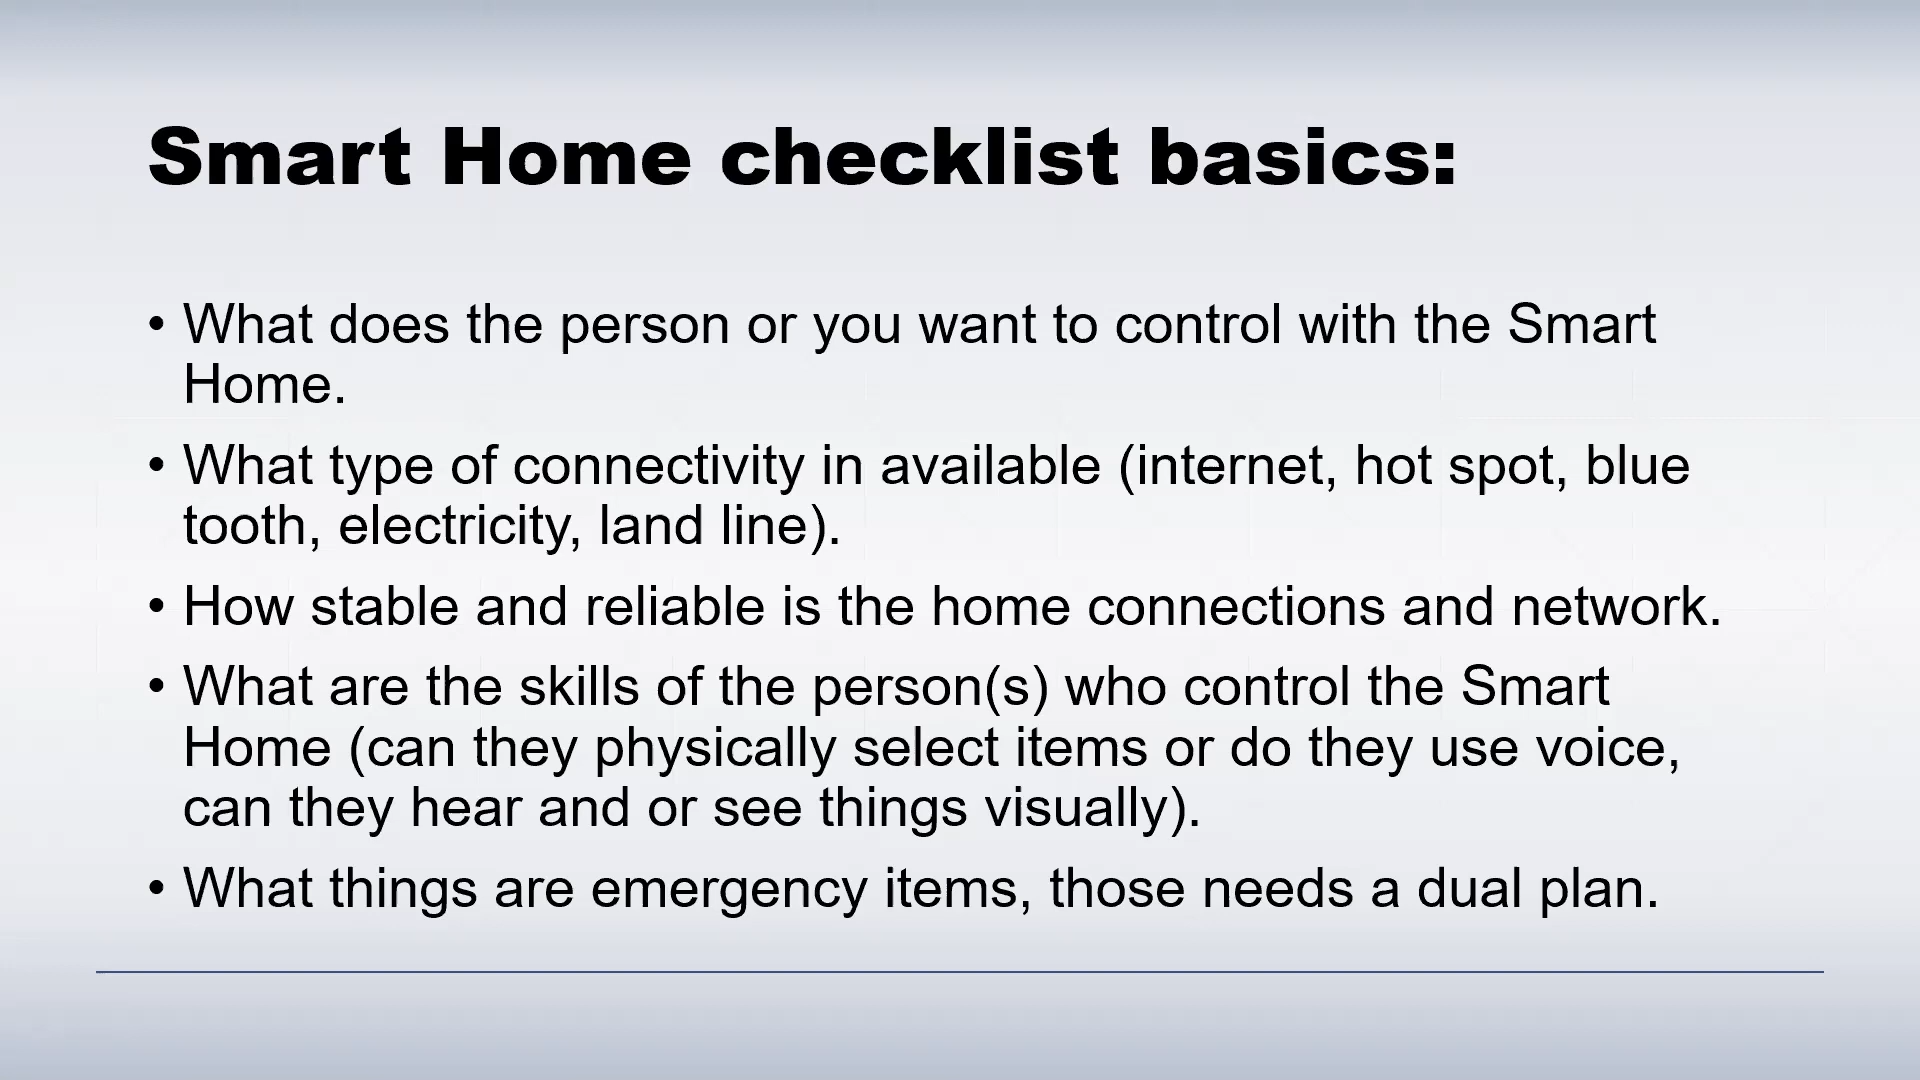 Smart Home checklist basics:
• What does the person or you want to control with the Smart
Home.
• What type of connectivity in available (internet, hot spot, blue
tooth, electricity, land line).
• How stable and reliable is the home connections and network.
• What are the skills of the person(s) who control the Smart
Home (can they physically select items or do they use voice,
can they hear and or see things visually).
• What things are emergency items, those needs a dual plan.